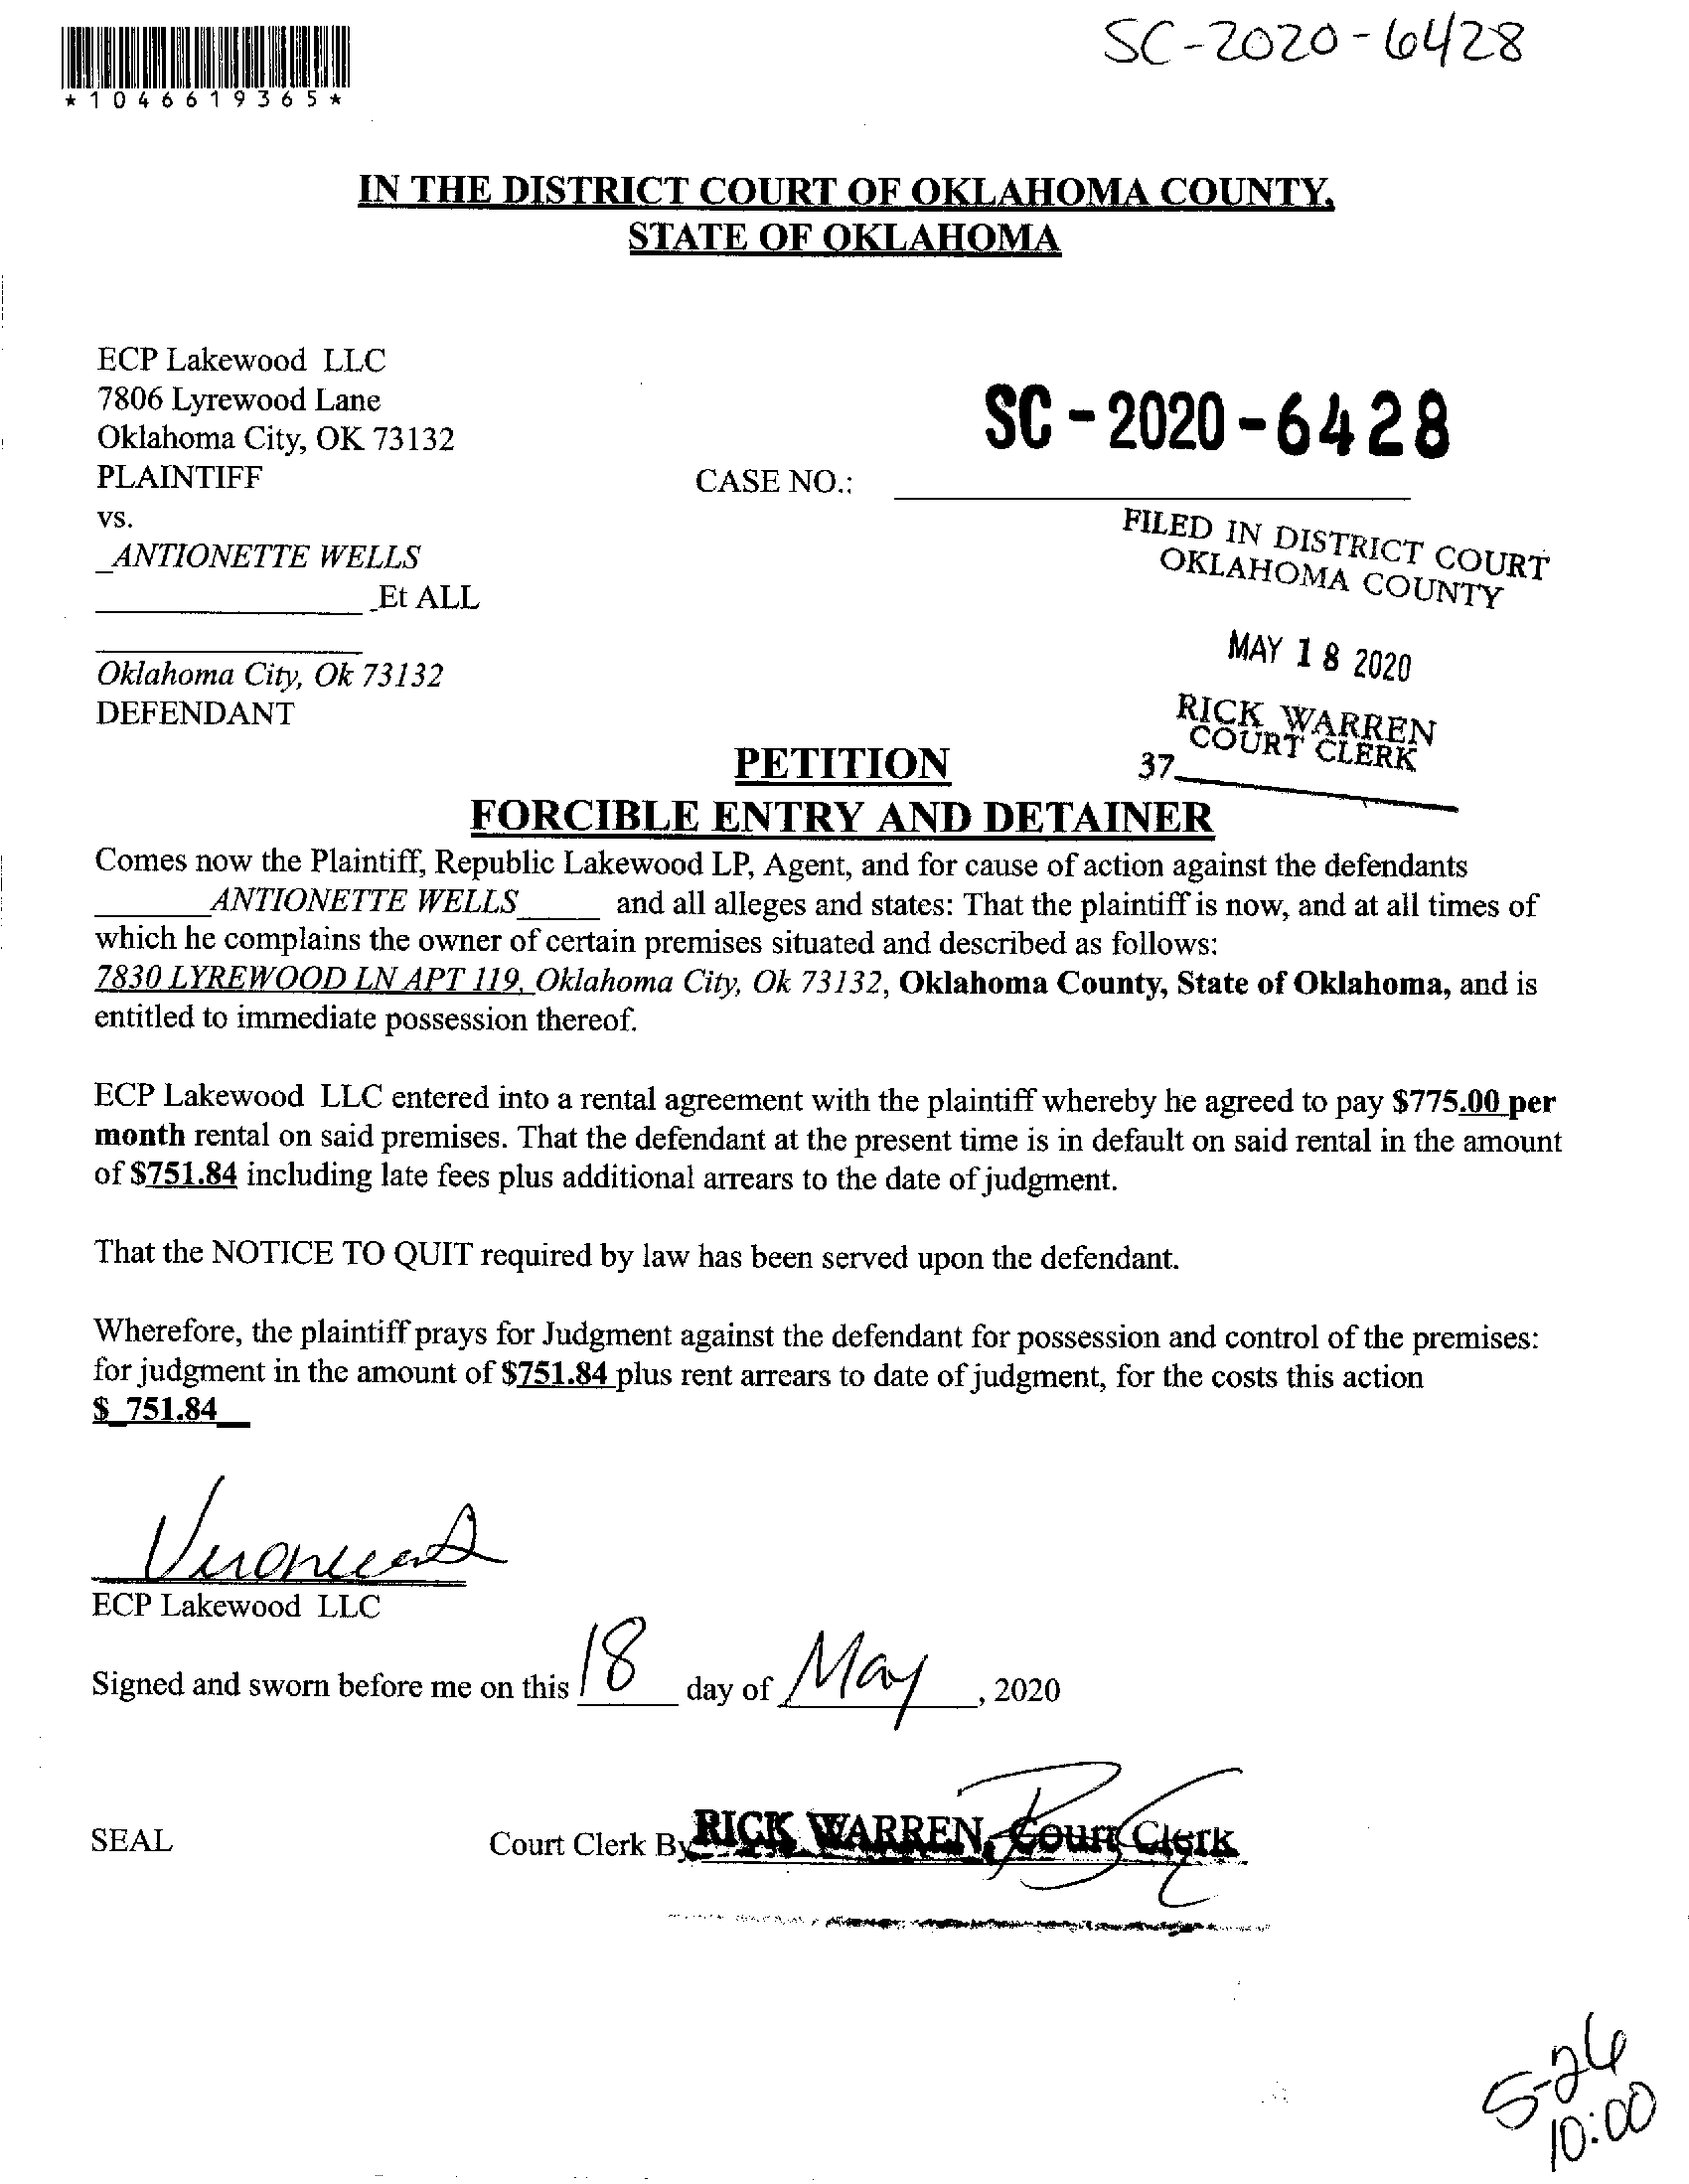 SC-2020-6428
*1046619365*
IN THE DISTRICT COURT OF OKLAHOMA COUNTY,
STATE OF OKLAHOMA
ECP Lakewood LLC
7806 Lyrewood Lane
Oklahoma City, OK 73132
PLAINTIFF
CASE NO.:
SC-2020-6428
vs.
_ANTIONETTE WELLS
_Et ALL
Oklahoma City, Ok 73132
DEFENDANT
FILED IN DISTRICT COURT
OKLAHOMA COUNTY
MAY 18 2020
RICK WARREN
COURT CLERK
37
PETITION
FORCIBLE ENTRY AND DETAINER
Comes now the Plaintiff, Republic Lakewood LP, Agent, and for cause of action against the defendants
______ANTIONETTE WELLS____ and all alleges and states: That the plaintiff is now, and at all times of
which he complains the owner of certain premises situated and described as follows:
7830 LYREWOOD LN APT 119, Oklahoma City, Ok 73132, Oklahoma County, State of Oklahoma, and is
entitled to immediate possession thereof.
ECP Lakewood LLC entered into a rental agreement with the plaintiff whereby he agreed to pay $775.00 per
month rental on said premises. That the defendant at the present time is in default on said rental in the amount
of $751.84 including late fees plus additional arrears to the date of judgment.
That the NOTICE TO QUIT required by law has been served upon the defendant.
Wherefore, the plaintiff prays for Judgment against the defendant for possession and control of the premises:
for judgment in the amount of $751.84 plus rent arrears to date of judgment, for the costs this action
$_751.84__
ECP Lakewood LLC
Signed and sworn before me on this 18 day of May, 2020
SEAL
Court Clerk By RICK WARREN, Court Clerk
5-26
10:00